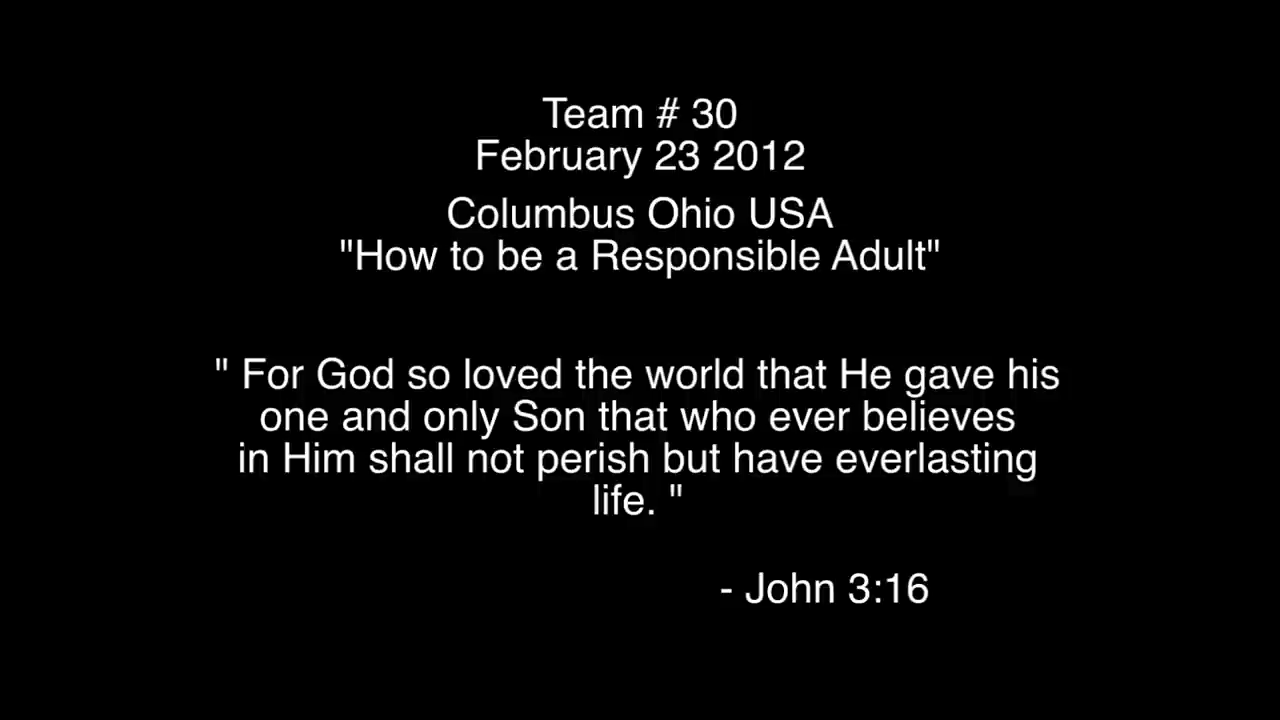 Team # 30
February 23 2012
Columbus Ohio USA
"How to be a Responsible Adult"
" For God so loved the world that He gave his
one and only Son that who ever believes
in Him shall not perish but have everlasting
life. "
- John 3:16